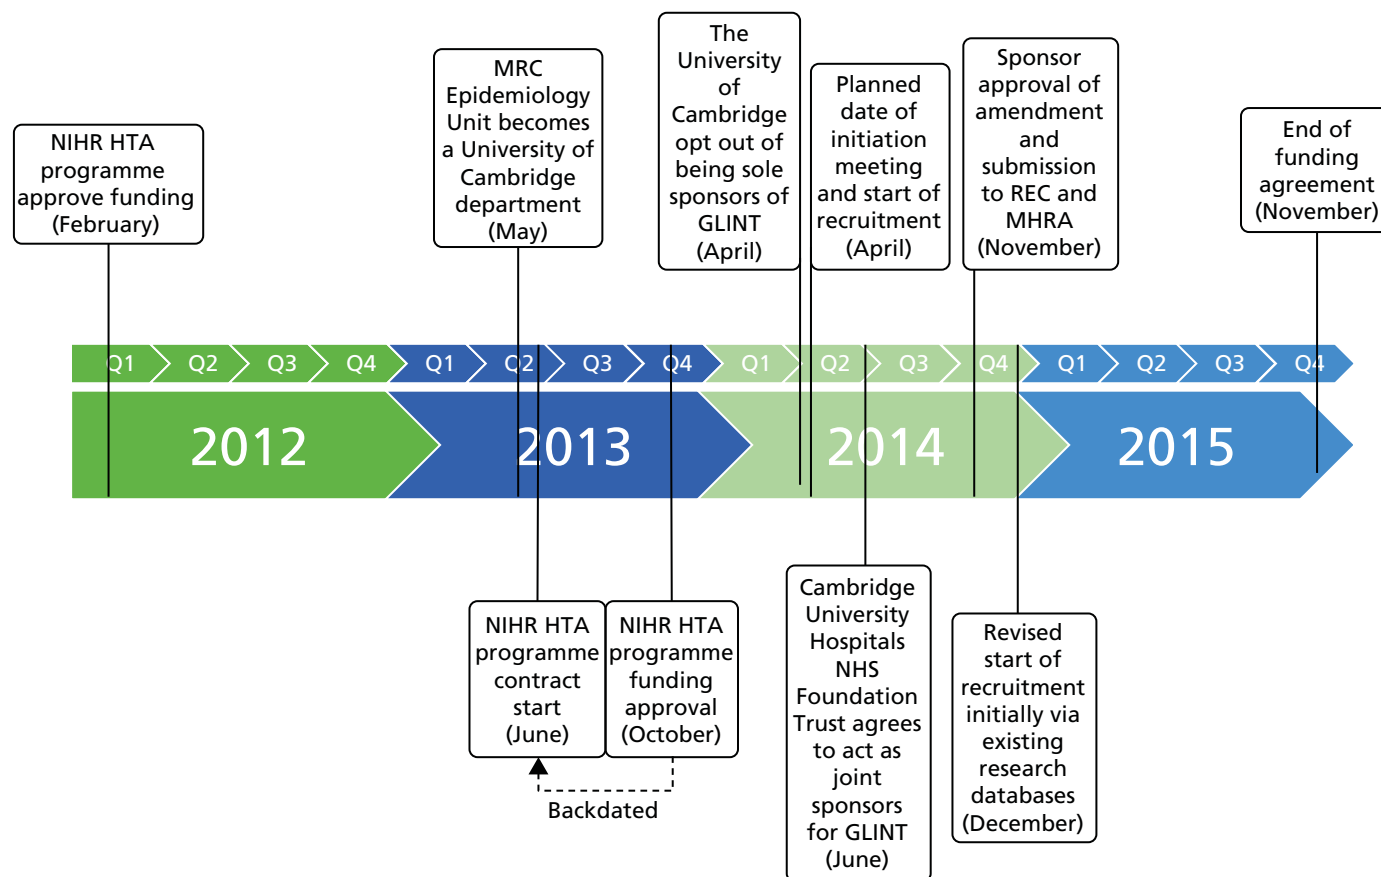 NIHR HTA
programme
approve funding
(February)
MRC
Epidemiology
Unit becomes
a University of
Cambridge
department
(May)
The
University
of
Cambridge
opt out of
being sole
sponsors of
GLINT
(April)
Planned
date of
initiation
meeting
and start of
recruitment
(April)
Sponsor
approval of
amendment
and
submission
to REC and
MHRA
(November)
End of
funding
agreement
(November)
Q1 Q2 Q3 Q4 Q1 Q2 Q3 Q4 Q1 Q2 Q3 Q4 Q1 Q2 Q3 Q4
2012 2013 2014 2015
NIHR HTA
programme
contract
start
(June)
NIHR HTA
programme
funding
approval
(October)
Backdated
Cambridge
University
Hospitals
NHS
Foundation
Trust agrees
to act as
joint
sponsors
for GLINT
(June)
Revised
start of
recruitment
initially via
existing
research
databases
(December)